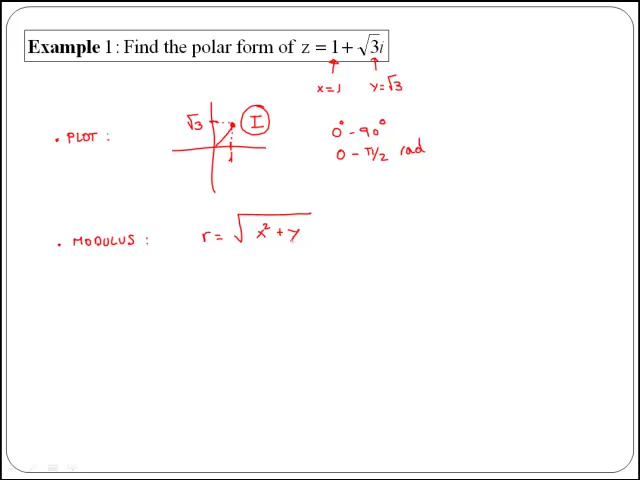 Example 1: Find the polar form of z = 1 + √3i
x=1 y=√3
• PLOT :
√3
I
1
0° - 90°
0 - π/2 rad
• MODULUS : r = √x² + y